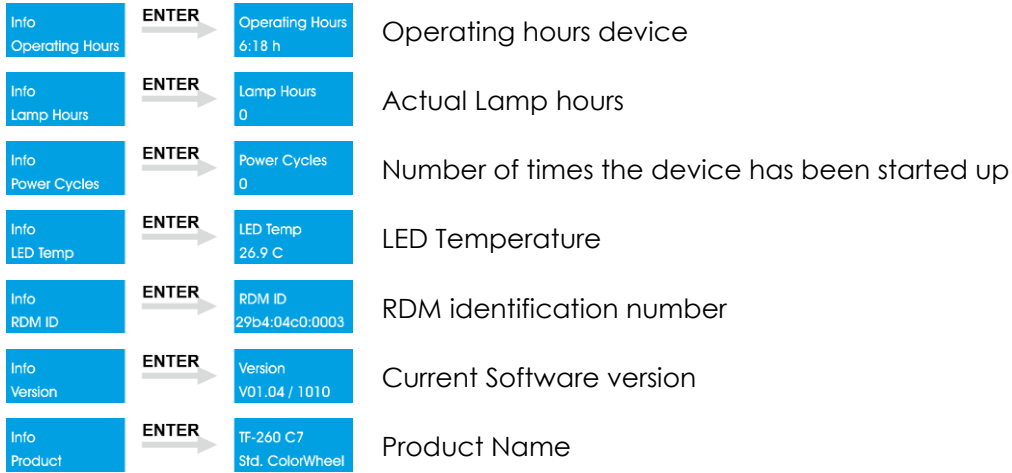 Info
Operating Hours
ENTER
Operating Hours
6:18 h
Operating hours device
Info
Lamp Hours
ENTER
Lamp Hours
0
Actual Lamp hours
Info
Power Cycles
ENTER
Power Cycles
0
Number of times the device has been started up
Info
LED Temp
ENTER
LED Temp
26.9 C
LED Temperature
Info
RDM ID
ENTER
RDM ID
29b4:04c0:0003
RDM identification number
Info
Version
ENTER
Version
V01.04 / 1010
Current Software version
Info
Product
ENTER
TF-260 C7
Std. ColorWheel
Product Name